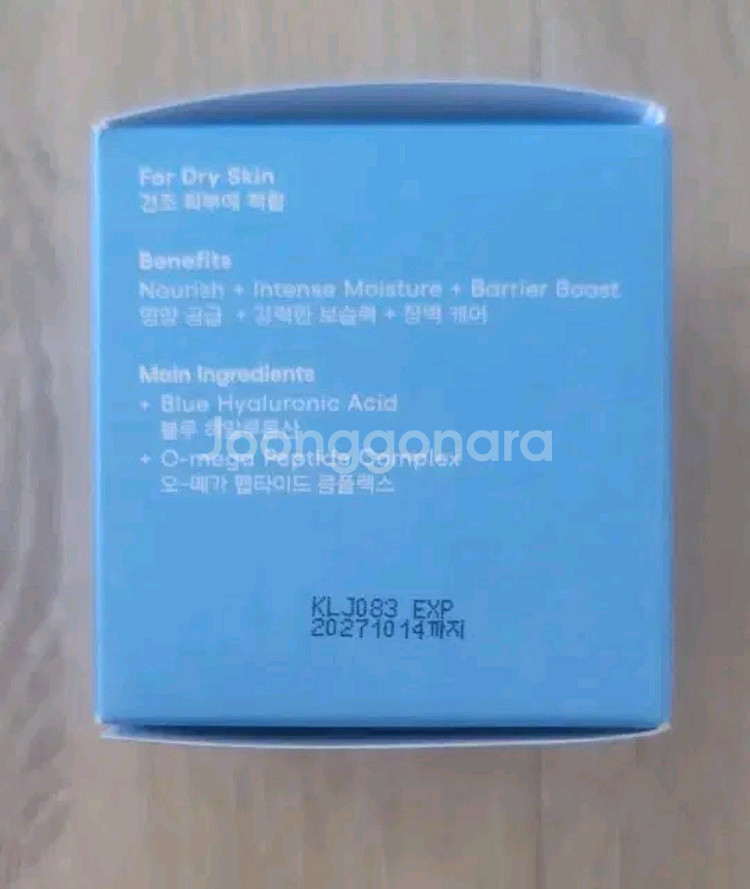 For Dry Skin
건조 피부에 적합
Benefits
Nourish + Intense Moisture + Barrier Boost
영양 공급 + 강력한 보습력 + 장벽 케어
Main Ingredients
+ Blue Hyaluronic Acid
블루 히알루론산
Joonggonara
+ O-mega Peptide Complex
오-메가 펩타이드 콤플렉스
KLJ083 EXP
20271014까지